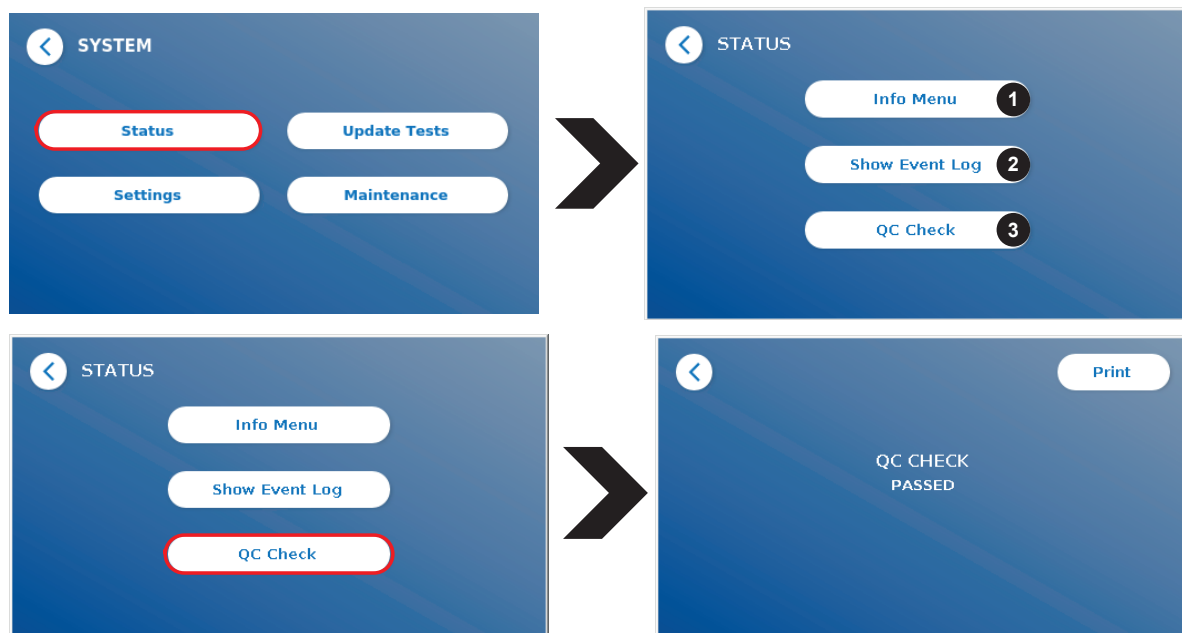 SYSTEM
Status
Update Tests
Settings
Maintenance
STATUS
Info Menu 1
Show Event Log 2
QC Check 3
STATUS
Info Menu
Show Event Log
QC Check
Print
QC CHECK
PASSED